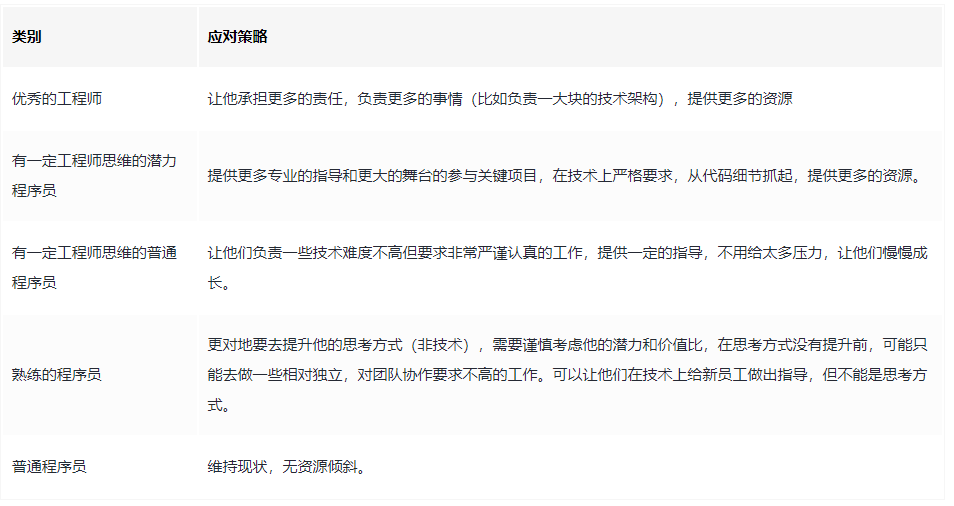 类别
应对策略
优秀的工程师
让他承担更多的责任，负责更多的事情（比如负责一大块的技术架构），提供更多的资源
有一定工程师思维的潜力
程序员
提供更多专业的指导和更大的舞台的参与关键项目，在技术上严格要求，从代码细节抓起，提供更多的资源。
有一定工程师思维的普通
程序员
让他们负责一些技术难度不高但要求非常严谨认真的工作，提供一定的指导，不用给太多压力，让他们慢慢成
长。
熟练的程序员
更对地要去提升他的思考方式（非技术），需要谨慎考虑他的潜力和价值比，在思考方式没有提升前，可能只
能去做一些相对独立，对团队协作要求不高的工作。可以让他们在技术上给新员工做出指导，但不能是思考方
式。
普通程序员
维持现状，无资源倾斜。